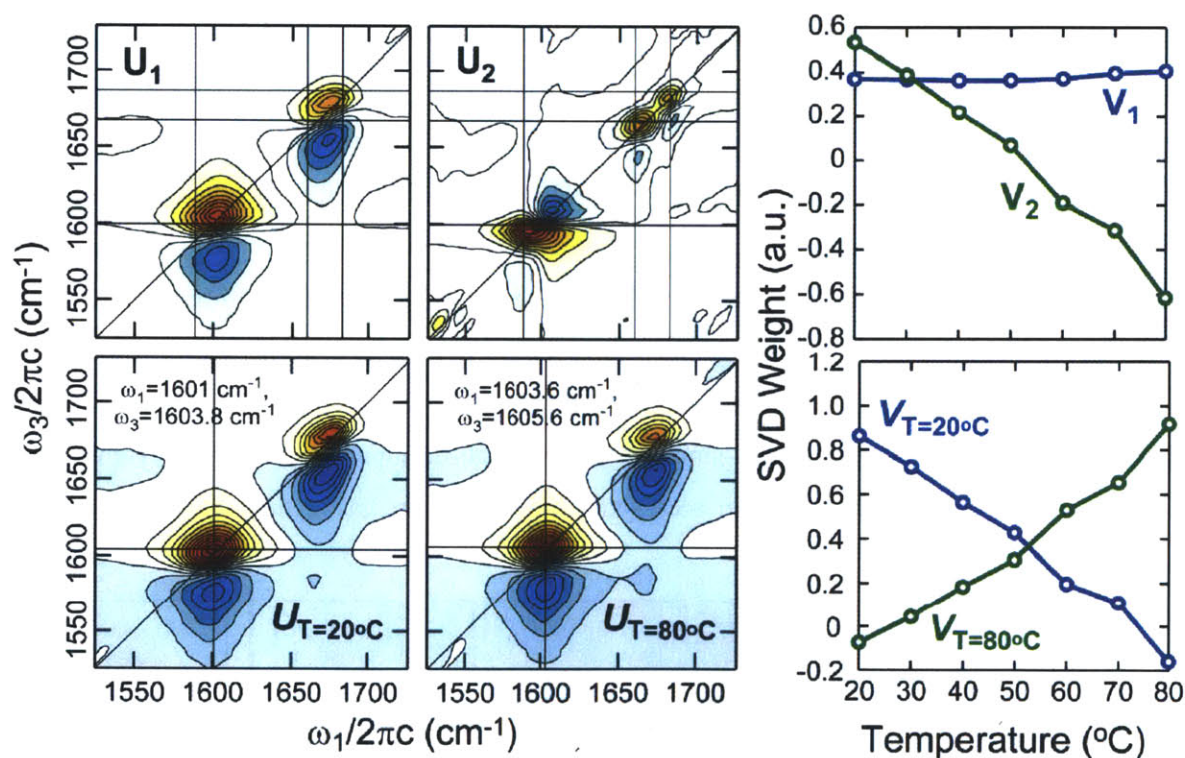 U1
U2
1700
1650
1600
1550
ω3/2πc (cm-1)
ω1=1601 cm-1,
ω3=1603.8 cm-1
UT=20oC
ω1=1603.6 cm-1,
ω3=1605.6 cm-1
UT=80oC
1700
1650
1600
1550
1550 1600 1650 1700
1550 1600 1650 1700
ω1/2πc (cm-1)
SVD Weight (a.u.)
0.6
0.4
0.2
0
-0.2
-0.4
-0.6
-0.8
V1
V2
1.2
1.0
0.8
0.6
0.4
0.2
0
-0.2
VT=20oC
VT=80oC
20 30 40 50 60 70 80
Temperature (oC)